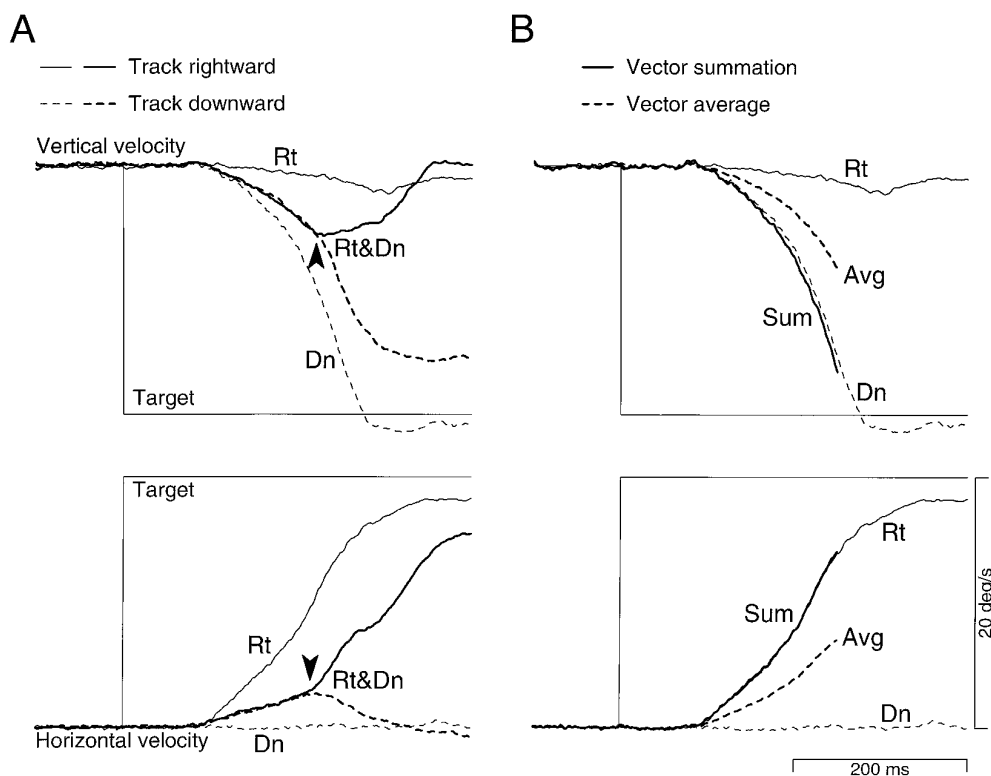 A
Track rightward
Track downward
Vertical velocity
Rt
Rt&Dn
Dn
Target
Target
Rt
Rt&Dn
Horizontal velocity
Dn
B
Vector summation
Vector average
Rt
Avg
Sum
Dn
Rt
Sum
Avg
Dn
20 deg/s
200 ms